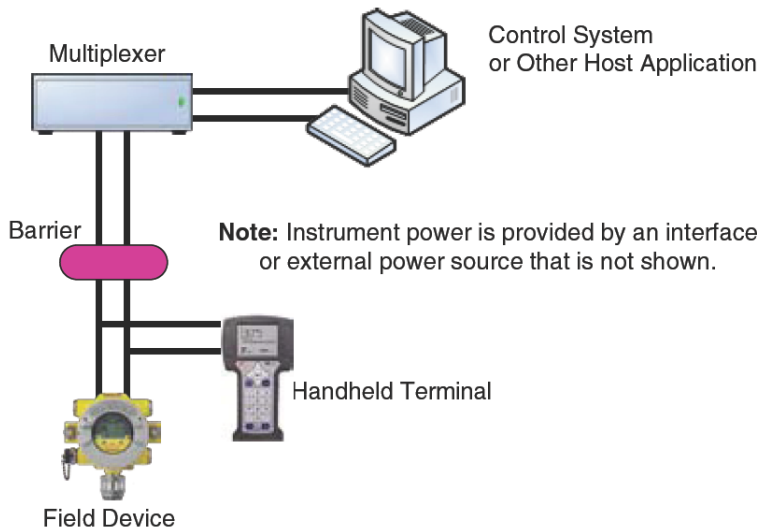 Multiplexer
Control System
or Other Host Application
Barrier
Note: Instrument power is provided by an interface
or external power source that is not shown.
Handheld Terminal
Field Device